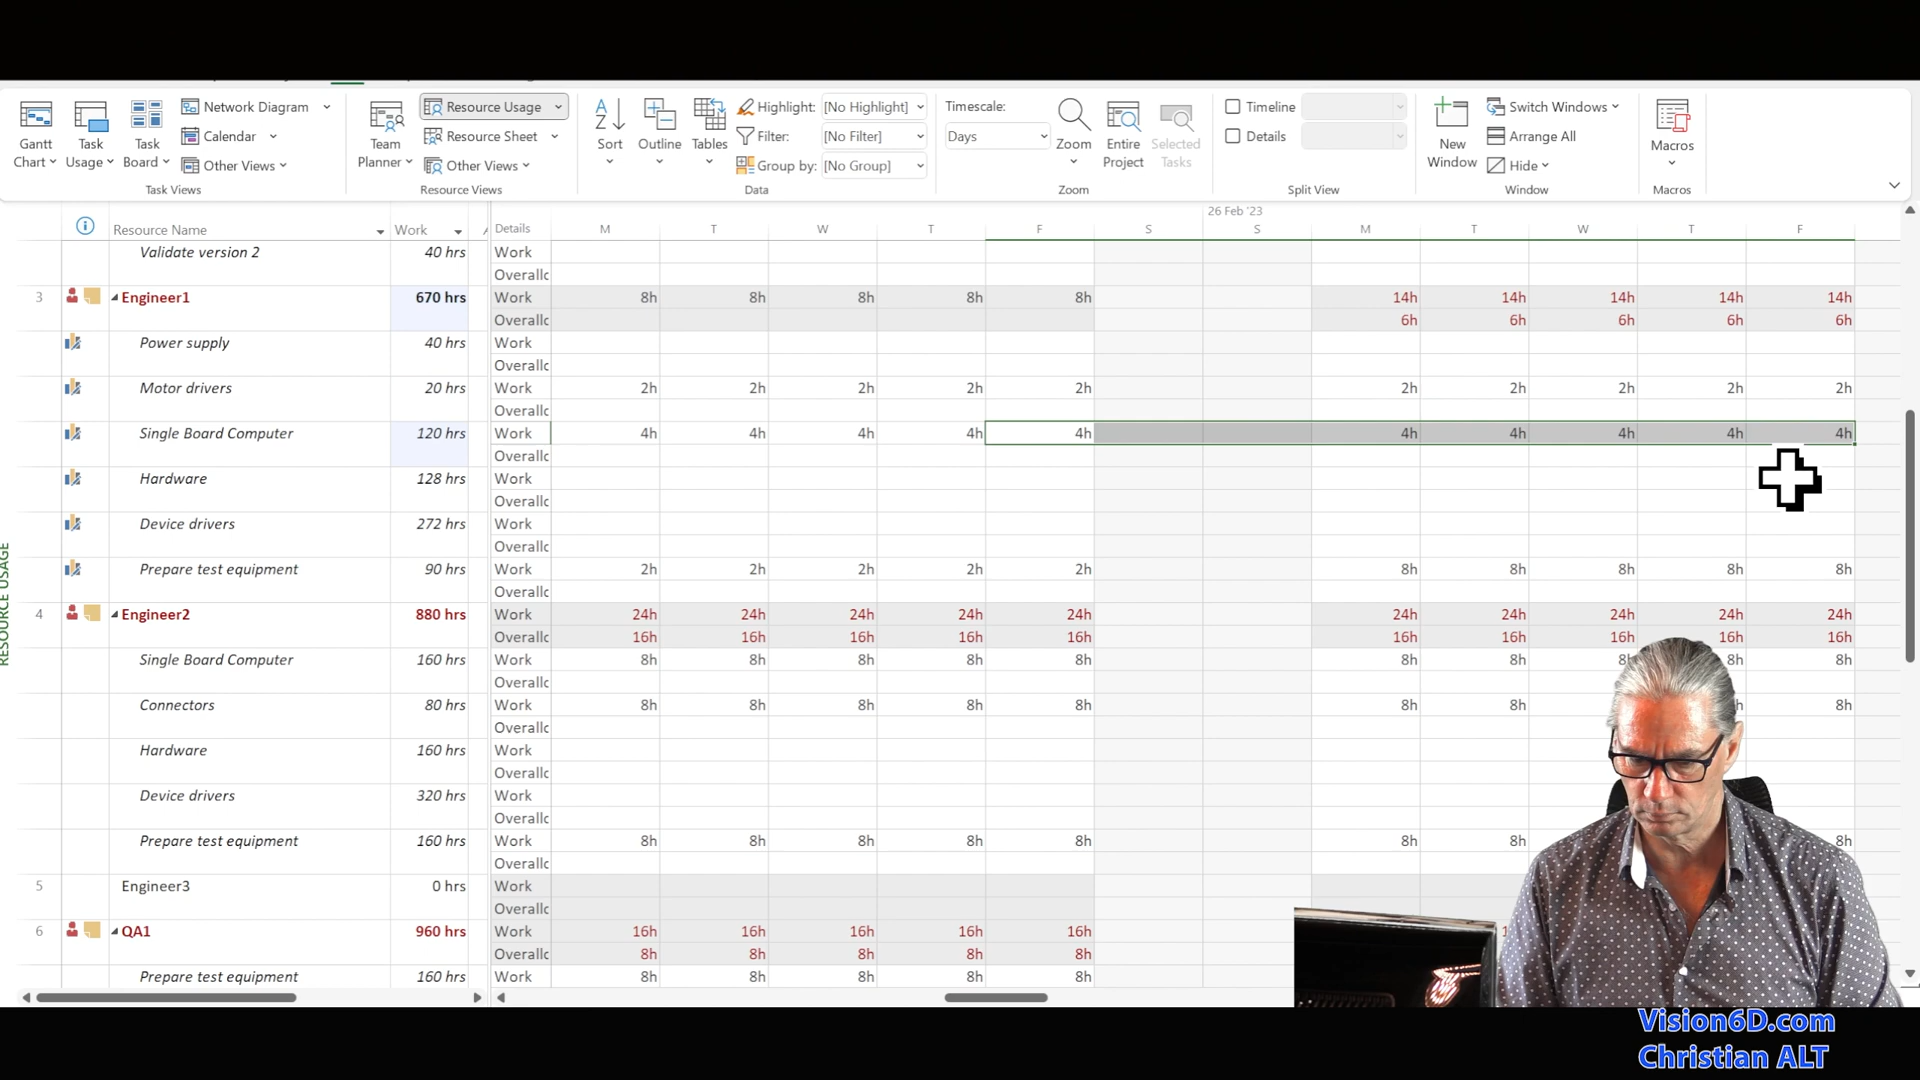 Gantt Chart
Task Usage
Task Board
Network Diagram
Calendar
Other Views
Task Views
Team Planner
Resource Usage
Resource Sheet
Other Views
Resource Views
Sort
Outline
Tables
Highlight: [No Highlight]
Filter: [No Filter]
Group by: [No Group]
Data
Timescale:
Days
Zoom
Entire Project
Selected Tasks
Zoom
Timeline
Details
Split View
New Window
Switch Windows
Arrange All
Hide
Window
Macros
Macros
26 Feb '23
Resource Name Work Details M T W T F S S M T W T F
Validate version 2 40 hrs Work
Overallc
3 Engineer1 670 hrs Work 8h 8h 8h 8h 8h 14h 14h 14h 14h 14h
Overallc 6h 6h 6h 6h 6h
Power supply 40 hrs Work
Overallc
Motor drivers 20 hrs Work 2h 2h 2h 2h 2h 2h 2h 2h 2h 2h
Overallc
Single Board Computer 120 hrs Work 4h 4h 4h 4h 4h 4h 4h 4h 4h 4h
Overallc
Hardware 128 hrs Work
Overallc
Device drivers 272 hrs Work
Overallc
Prepare test equipment 90 hrs Work 2h 2h 2h 2h 2h 8h 8h 8h 8h 8h
Overallc
4 Engineer2 880 hrs Work 24h 24h 24h 24h 24h 24h 24h 24h 24h 24h
Overallc 16h 16h 16h 16h 16h 16h 16h 16h 16h 16h
Single Board Computer 160 hrs Work 8h 8h 8h 8h 8h 8h 8h 8h 8h
Overallc
Connectors 80 hrs Work 8h 8h 8h 8h 8h 8h 8h 8h
Overallc
Hardware 160 hrs Work
Overallc
Device drivers 320 hrs Work
Overallc
Prepare test equipment 160 hrs Work 8h 8h 8h 8h 8h 8h 8h 8h
Overallc
5 Engineer3 0 hrs Work
Overallc
6 QA1 960 hrs Work 16h 16h 16h 16h 16h
Overallc 8h 8h 8h 8h 8h
Prepare test equipment 160 hrs Work 8h 8h 8h 8h 8h
RESOURCE USAGE
Vision6D.com
Christian ALT